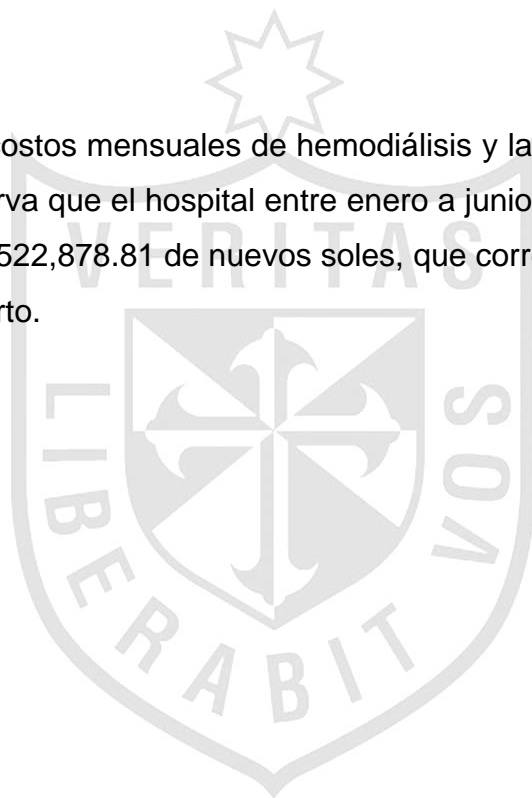 costos mensuales de hemodiálisis y la
rva que el hospital entre enero a junio
522,878.81 de nuevos soles, que corr
rto.
VERITAS
LIBERABIT
VOS